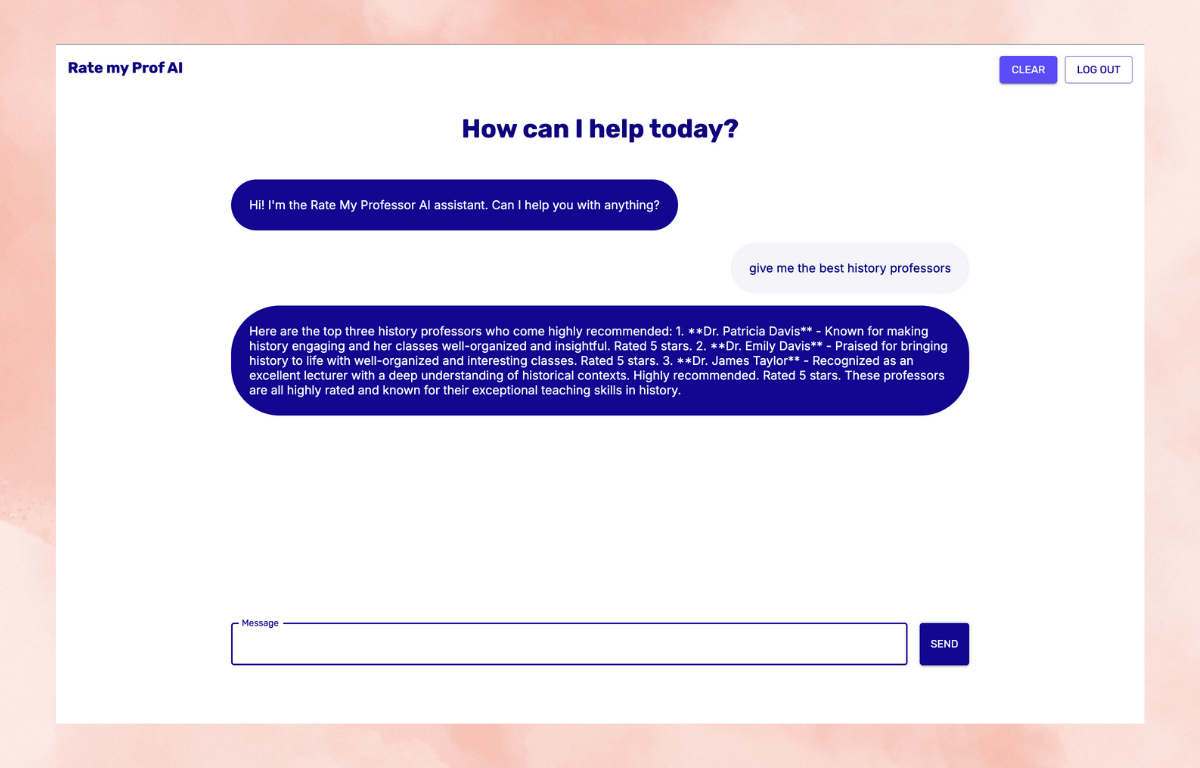 Rate my Prof AI
CLEAR
LOG OUT
How can I help today?
Hi! I'm the Rate My Professor AI assistant. Can I help you with anything?
give me the best history professors
Here are the top three history professors who come highly recommended: 1. **Dr. Patricia Davis** - Known for making
history engaging and her classes well-organized and insightful. Rated 5 stars. 2. **Dr. Emily Davis** - Praised for bringing
history to life with well-organized and interesting classes. Rated 5 stars. 3. **Dr. James Taylor** - Recognized as an
excellent lecturer with a deep understanding of historical contexts. Highly recommended. Rated 5 stars. These professors
are all highly rated and known for their exceptional teaching skills in history.
Message
SEND